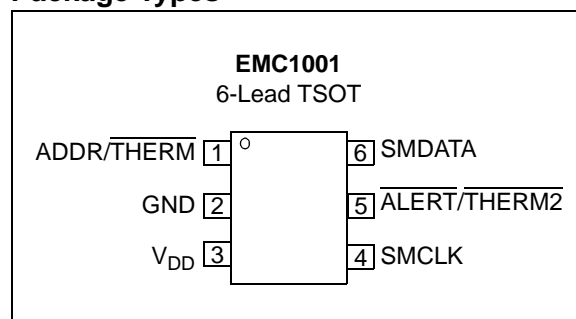 Package Types
EMC1001
6-Lead TSOT
ADDR/THERM 1
6 SMDATA
GND 2
5 ALERT/THERM2
VDD 3
4 SMCLK